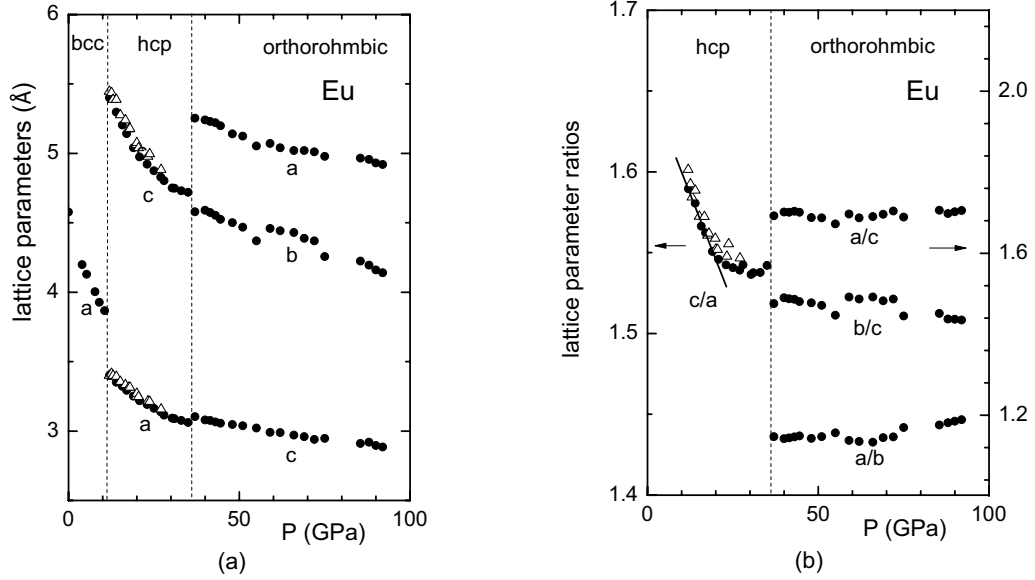 6
bcc
hcp
orthorohmbic
Eu
5
a
c
b
a
4
3
a
c
lattice parameters (Å)
0
50
100
P (GPa)
(a)
1.7
hcp
orthorohmbic
Eu
2.0
1.6
a/c
1.6
c/a
b/c
1.5
1.2
a/b
1.4
lattice parameter ratios
0
50
100
P (GPa)
(b)